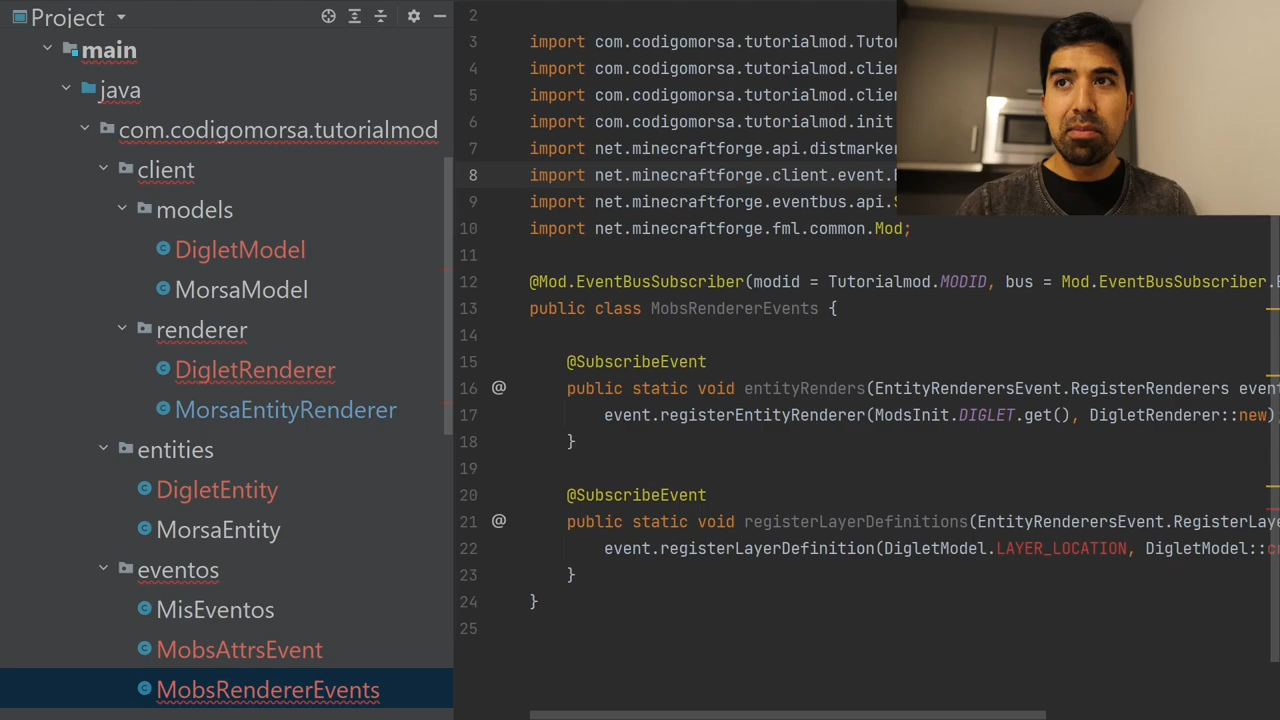 Project
main
java
com.codigomorsa.tutorialmod
client
models
DigletModel
MorsaModel
renderer
DigletRenderer
MorsaEntityRenderer
entities
DigletEntity
MorsaEntity
eventos
MisEventos
MobsAttrsEvent
MobsRendererEvents
2
3 import com.codigomorsa.tutorialmod.Tutor
4 import com.codigomorsa.tutorialmod.clie
5 import com.codigomorsa.tutorialmod.clie
6 import com.codigomorsa.tutorialmod.init
7 import net.minecraftforge.api.distmarker
8 import net.minecraftforge.client.event.
9 import net.minecraftforge.eventbus.api.
10 import net.minecraftforge.fml.common.Mod;
11
12 @Mod.EventBusSubscriber(modid = Tutorialmod.MODID, bus = Mod.EventBusSubscriber.
13 public class MobsRendererEvents {
14
15 @SubscribeEvent
16 @ public static void entityRenders(EntityRenderersEvent.RegisterRenderers even
17 event.registerEntityRenderer(ModsInit.DIGLET.get(), DigletRenderer::new)
18 }
19
20 @SubscribeEvent
21 @ public static void registerLayerDefinitions(EntityRenderersEvent.RegisterLaye
22 event.registerLayerDefinition(DigletModel.LAYER_LOCATION, DigletModel::c
23 }
24 }
25